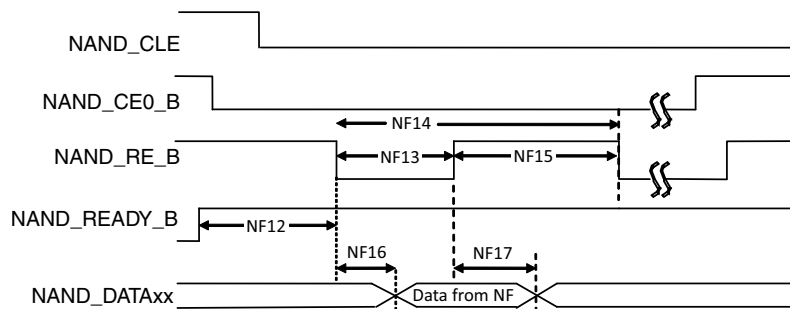 NAND_CLE
NAND_CE0_B
NF14
NAND_RE_B
NF13
NF15
NAND_READY_B
NF12
NF16
NF17
NAND_DATAxx
Data from NF